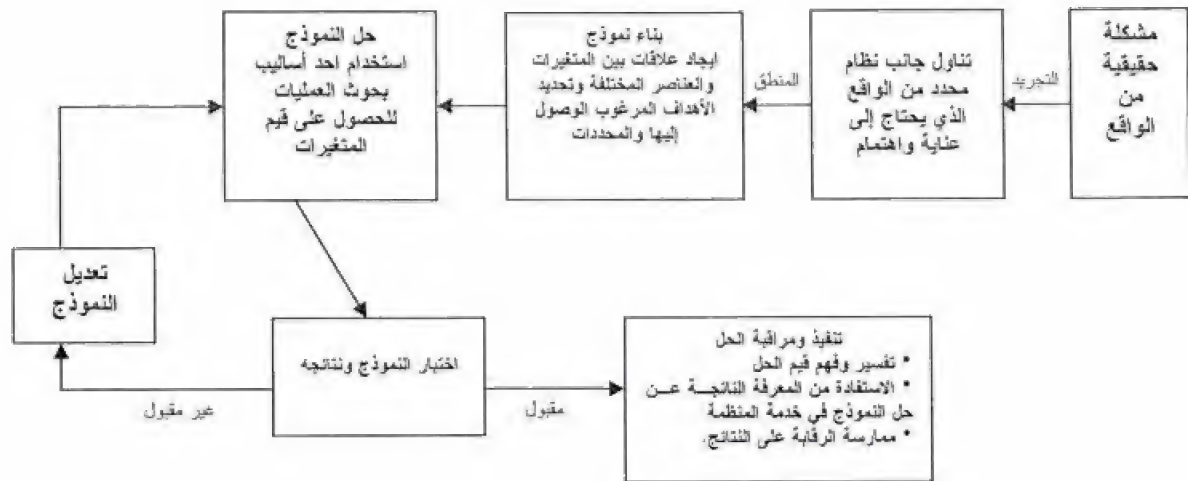 مشكلة
حقيقية
من
الواقع
التجريد
تناول جانب نظام
محدد من الواقع
الذي يحتاج إلى
عناية واهتمام
المنطق
بناء نموذج
ايجاد علاقات بين المتغيرات
والعناصر المختلفة وتحديد
الأهداف المرغوب الوصول
إليها والمحددات
حل النموذج
استخدام احد أساليب
بحوث العمليات
للحصول على قيم
المتغيرات
تعديل
النموذج
اختبار النموذج ونتائجه
غير مقبول
مقبول
تنفيذ ومراقبة الحل
• تفسير وفهم قيم الحل
• الاستفادة من المعرفة الناتجة عن
حل النموذج في خدمة المنظمة
• ممارسة الرقابة على النتائج.